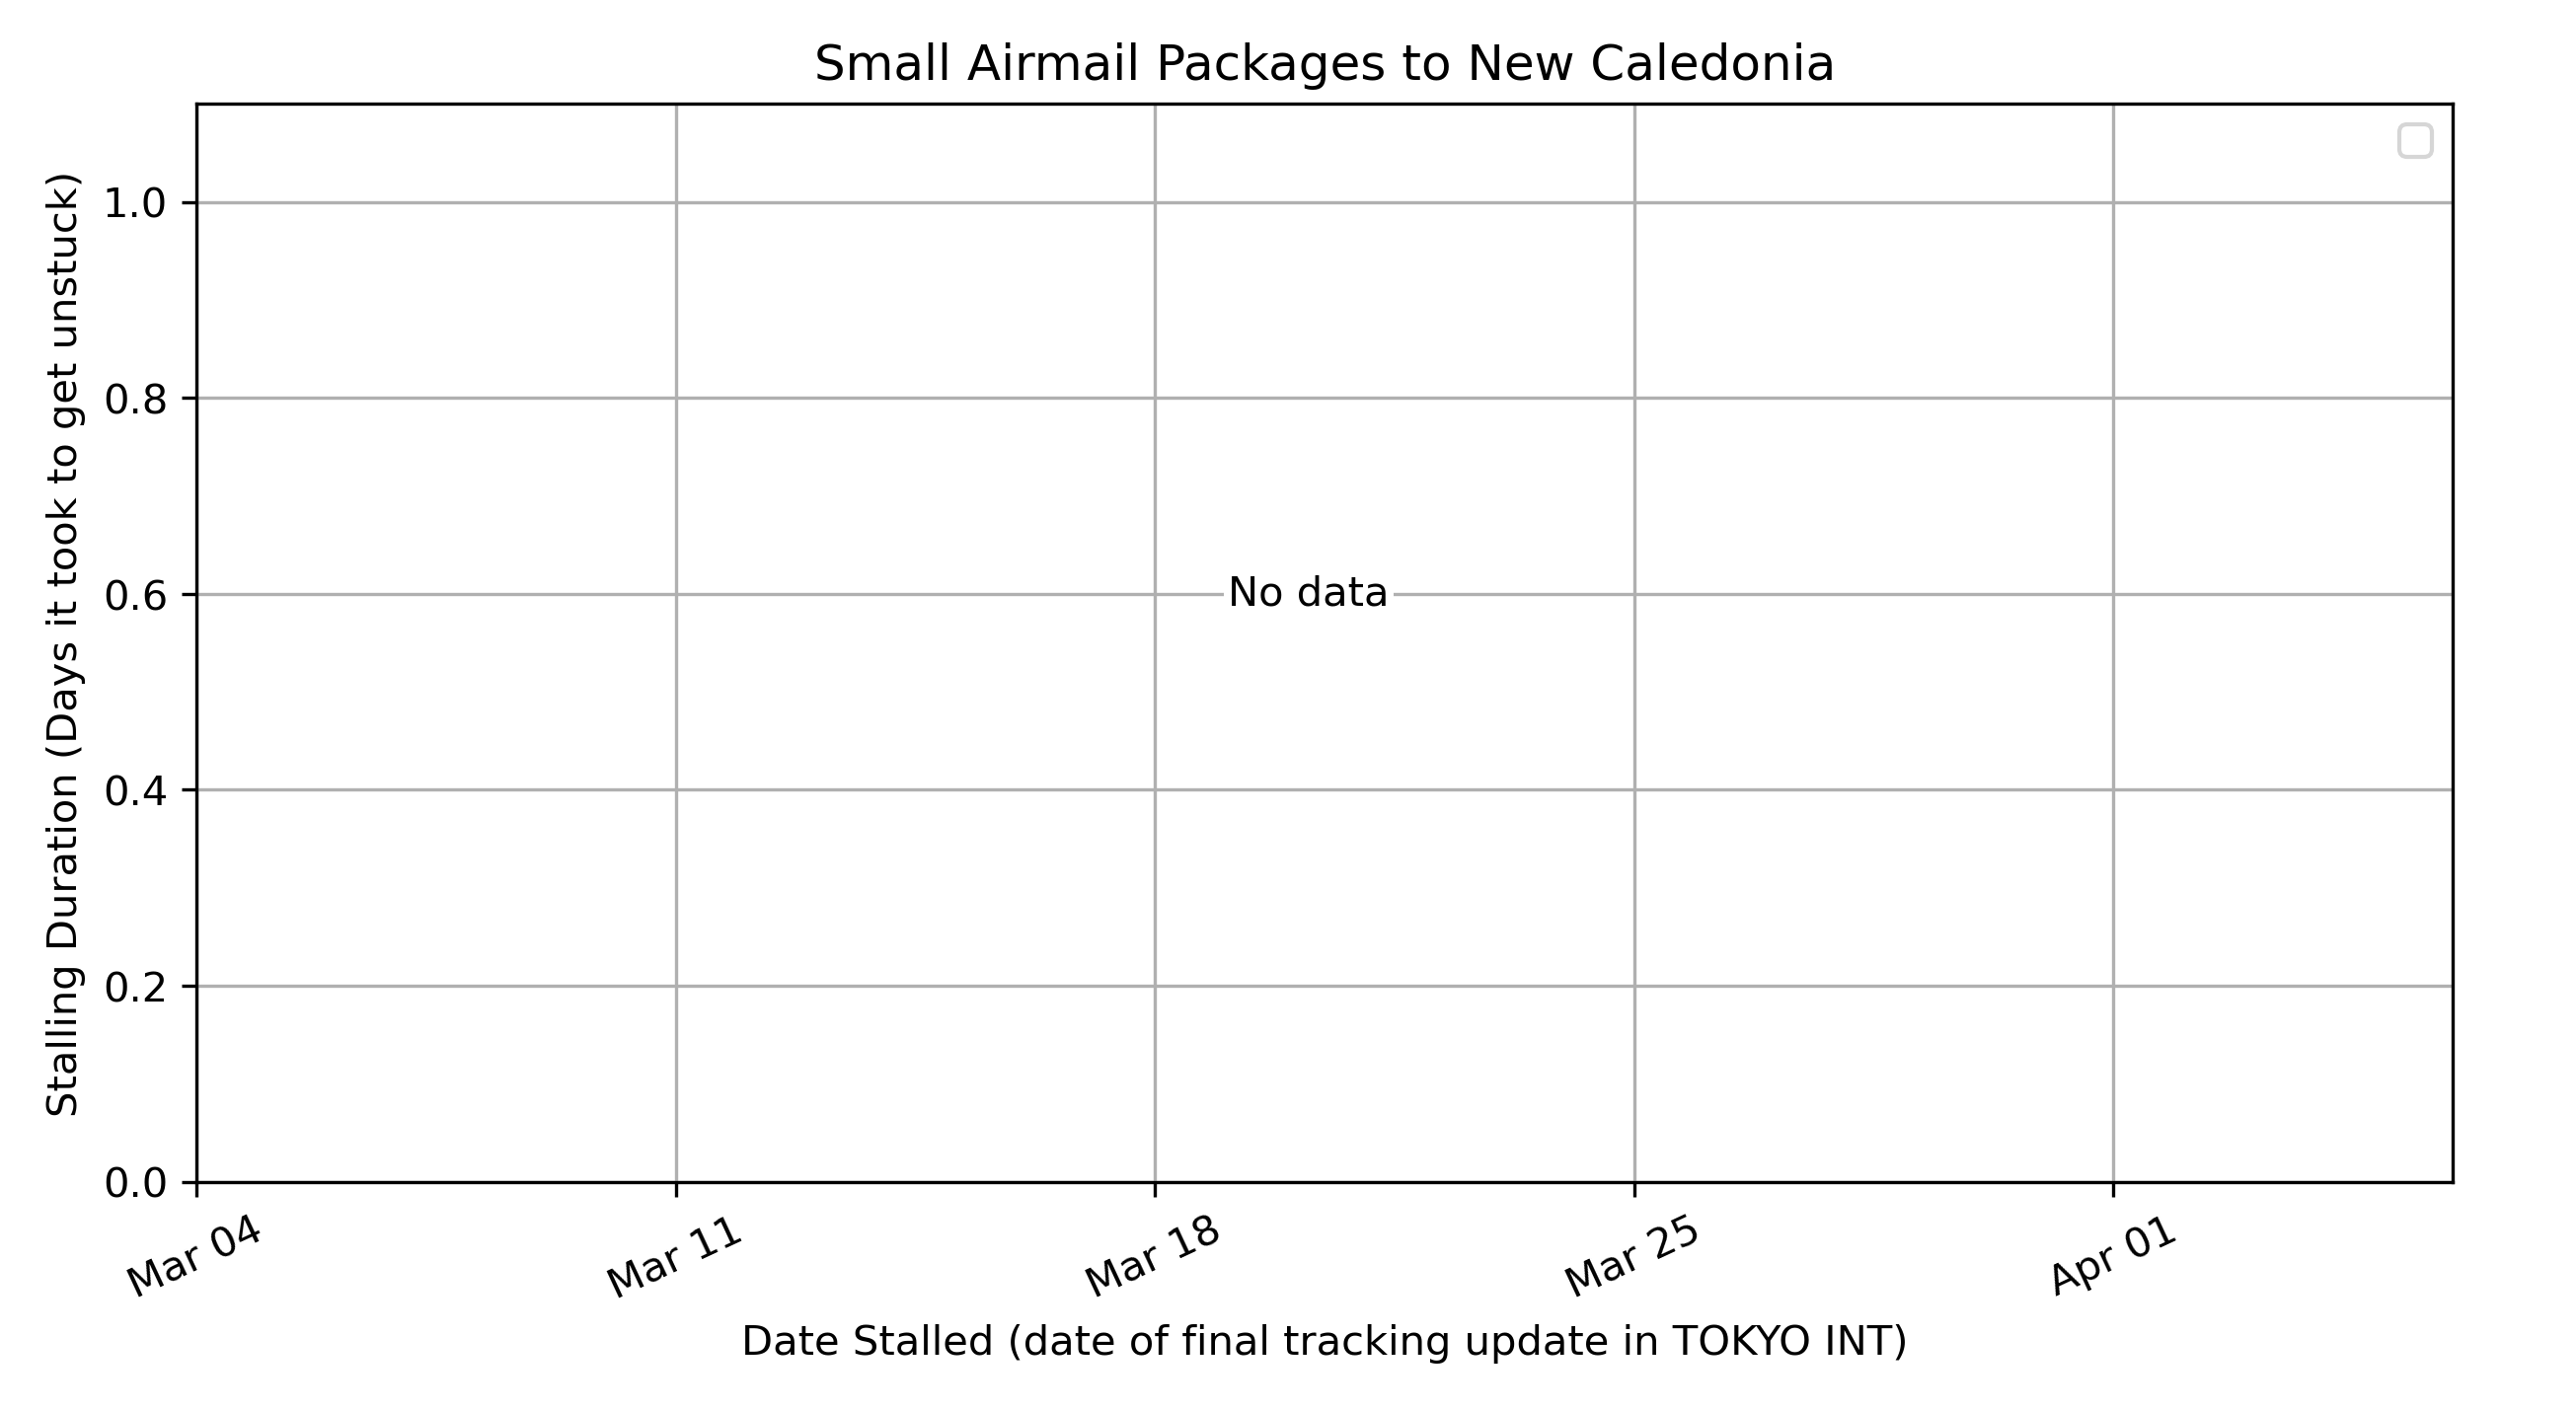 Small Airmail Packages to New Caledonia
Stalling Duration (Days it took to get unstuck)
1.0
0.8
0.6
0.4
0.2
0.0
No data
Mar 04
Mar 11
Mar 18
Mar 25
Apr 01
Date Stalled (date of final tracking update in TOKYO INT)